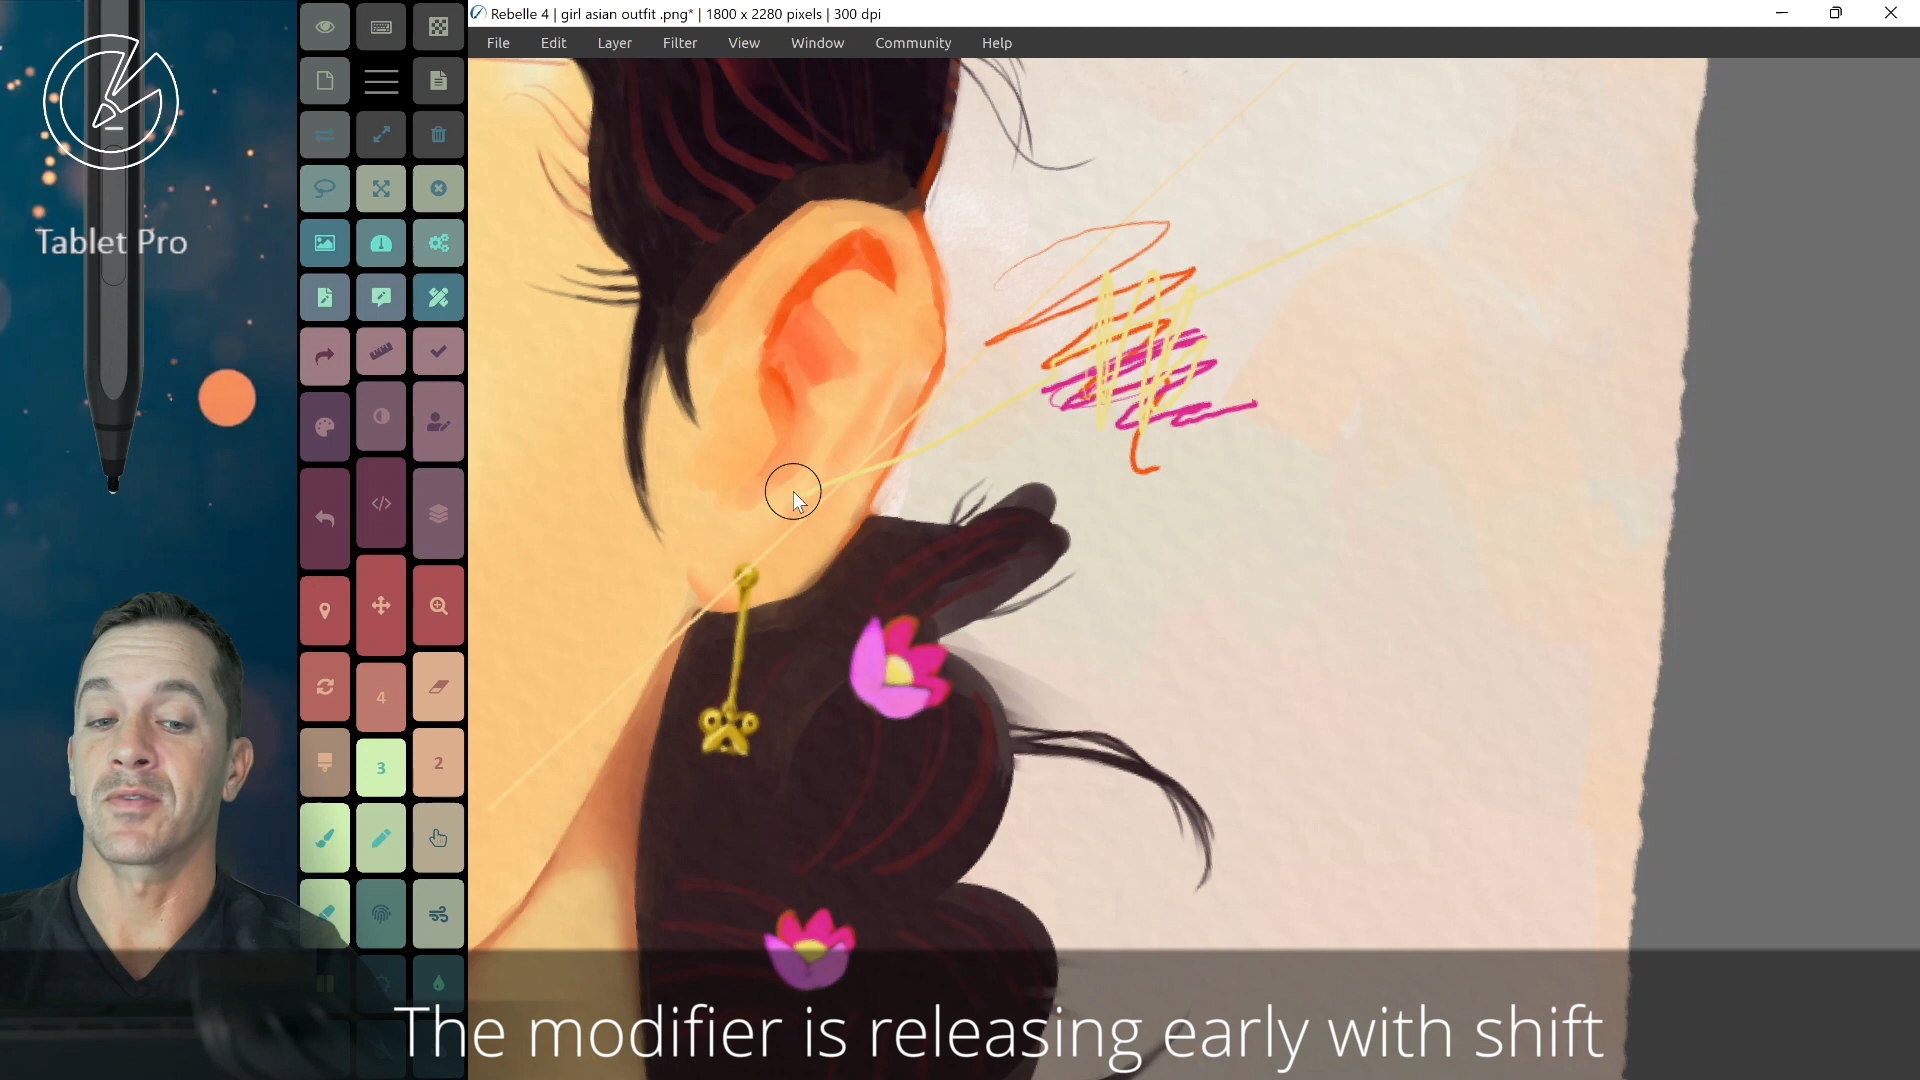 Rebelle 4 | girl asian outfit .png* | 1800 x 2280 pixels | 300 dpi
File Edit Layer Filter View Window Community Help
Tablet Pro
</>
4
3
2
The modifier is releasing early with shift